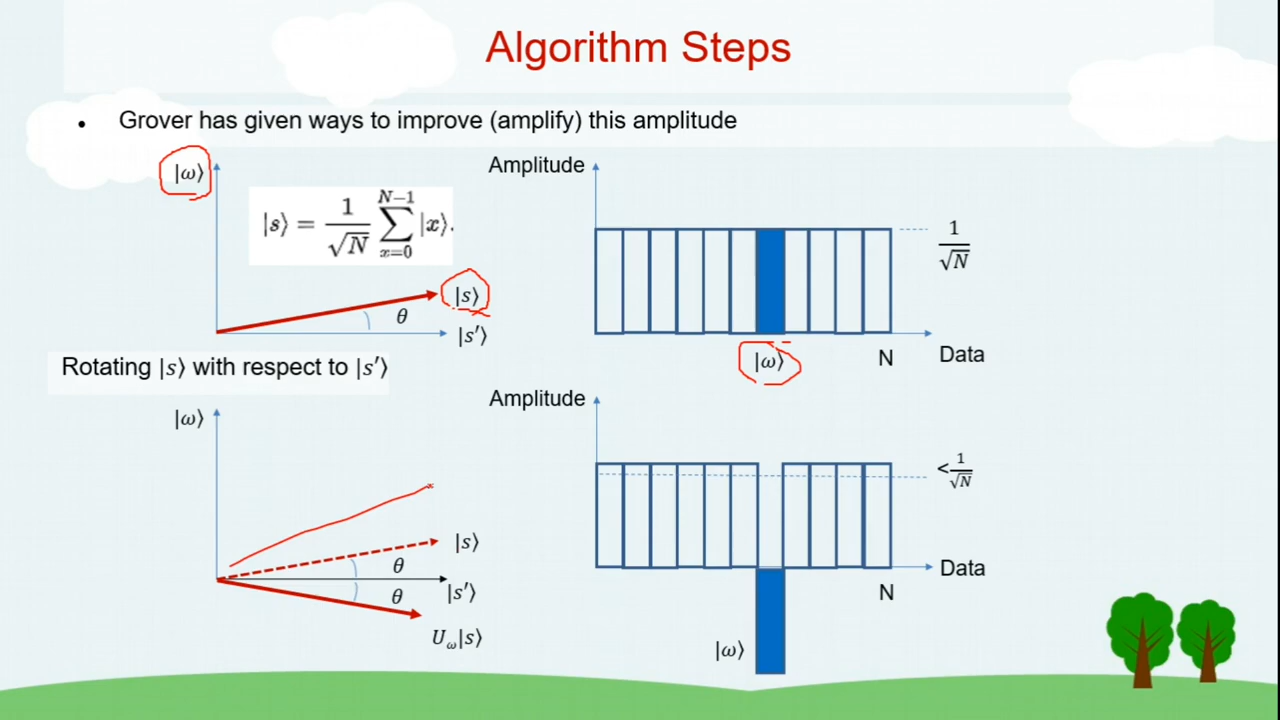 Algorithm Steps
• Grover has given ways to improve (amplify) this amplitude
|ω⟩
|s⟩ = 1/√N ∑_{x=0}^{N−1} |x⟩.
|s⟩
θ
|s′⟩
Amplitude
1/√N
|ω⟩
N
Data
Rotating |s⟩ with respect to |s′⟩
|ω⟩
|s⟩
θ
|s′⟩
θ
U_ω|s⟩
Amplitude
<1/√N
Data
N
|ω⟩